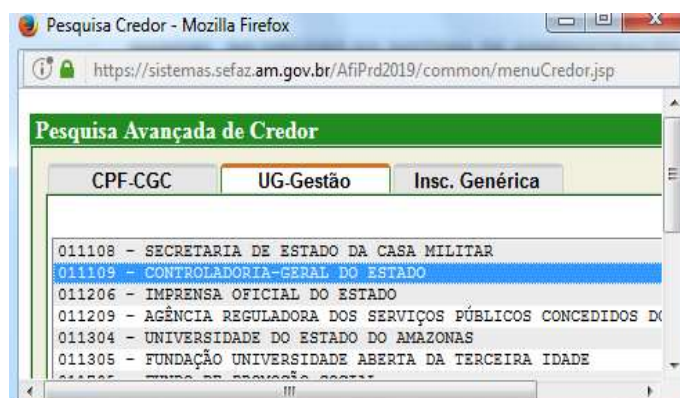 Pesquisa Credor - Mozilla Firefox
https://sistemas.sefaz.am.gov.br/AfiPrd2019/common/menuCredor.jsp
Pesquisa Avançada de Credor
CPF-CGC UG-Gestão Insc. Genérica
011108 - SECRETARIA DE ESTADO DA CASA MILITAR
011109 - CONTROLADORIA-GERAL DO ESTADO
011206 - IMPRENSA OFICIAL DO ESTADO
011209 - AGÊNCIA REGULADORA DOS SERVIÇOS PÚBLICOS CONCEDIDOS DO
011304 - UNIVERSIDADE DO ESTADO DO AMAZONAS
011305 - FUNDAÇÃO UNIVERSIDADE ABERTA DA TERCEIRA IDADE